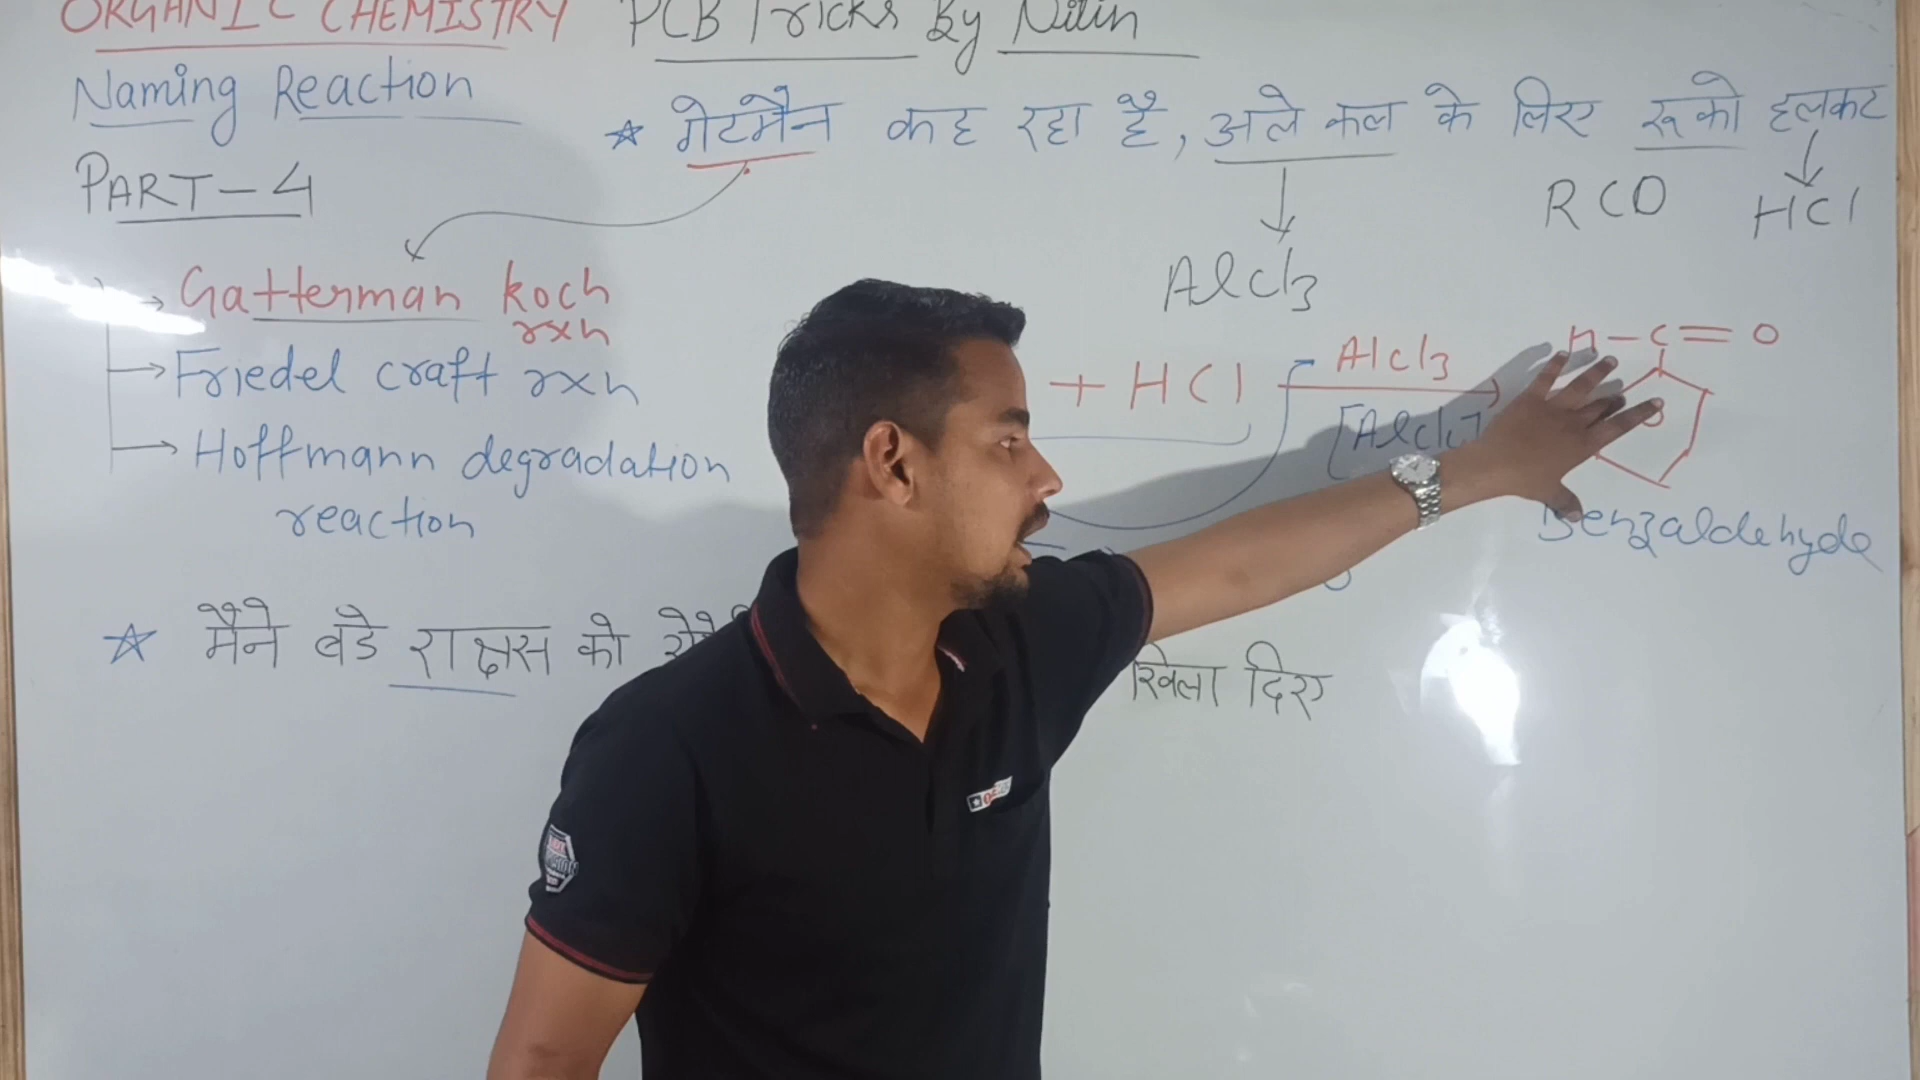 ORGANIC CHEMISTRY PCB Tricks By Nitin
Naming Reaction
★ गेटमैन कह रहा है, अले कल के लिए रूको हलकट
PART-4
RCO HCl
AlCl3
→ Gatterman koch
rxn
→ Friedel craft rxn
→ Hoffmann degradation
reaction
+ HCl AlCl3
H-C=O
Benzaldehyde
★ मैने बडे राक्षस को
खिला दिए